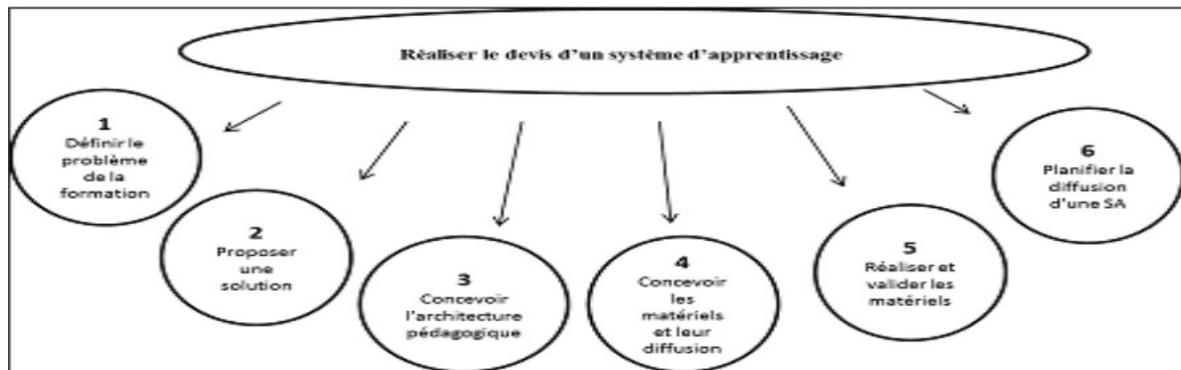 Réaliser le devis d'un système d'apprentissage
1
Définir le
problème
de la
formation
2
Proposer
une
solution
3
Concevoir
l'architecture
pédagogique
4
Concevoir
les
matériels
et leur
diffusion
5
Réaliser et
valider les
matériels
6
Planifier la
diffusion
d'une SA